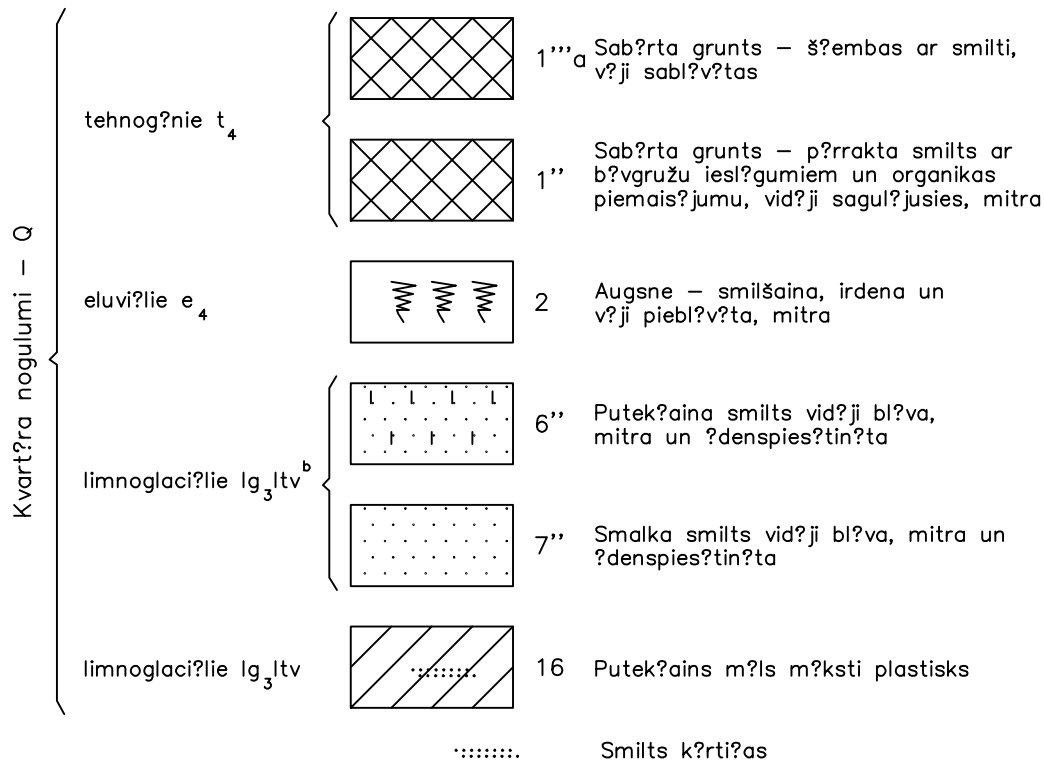 Kvart?ra nogulumi – Q
tehnog?nie t4
1'''a Sab?rta grunts – š?embas ar smilti,
v?ji sabl?v?tas
1'' Sab?rta grunts – p?rrakta smilts ar
b?vgružu iesl?gumiem un organikas
piemais?jumu, vid?ji sagul?jusies, mitra
eluvi?lie e4
2 Augsne – smilšaina, irdena un
v?ji piebl?v?ta, mitra
limnoglaci?lie lg3ltvb
6'' Putek?aina smilts vid?ji bl?va,
mitra un ?denspies?tin?ta
7'' Smalka smilts vid?ji bl?va, mitra un
?denspies?tin?ta
limnoglaci?lie lg3ltv
16 Putek?ains m?ls m?ksti plastisks
Smilts k?rti?as